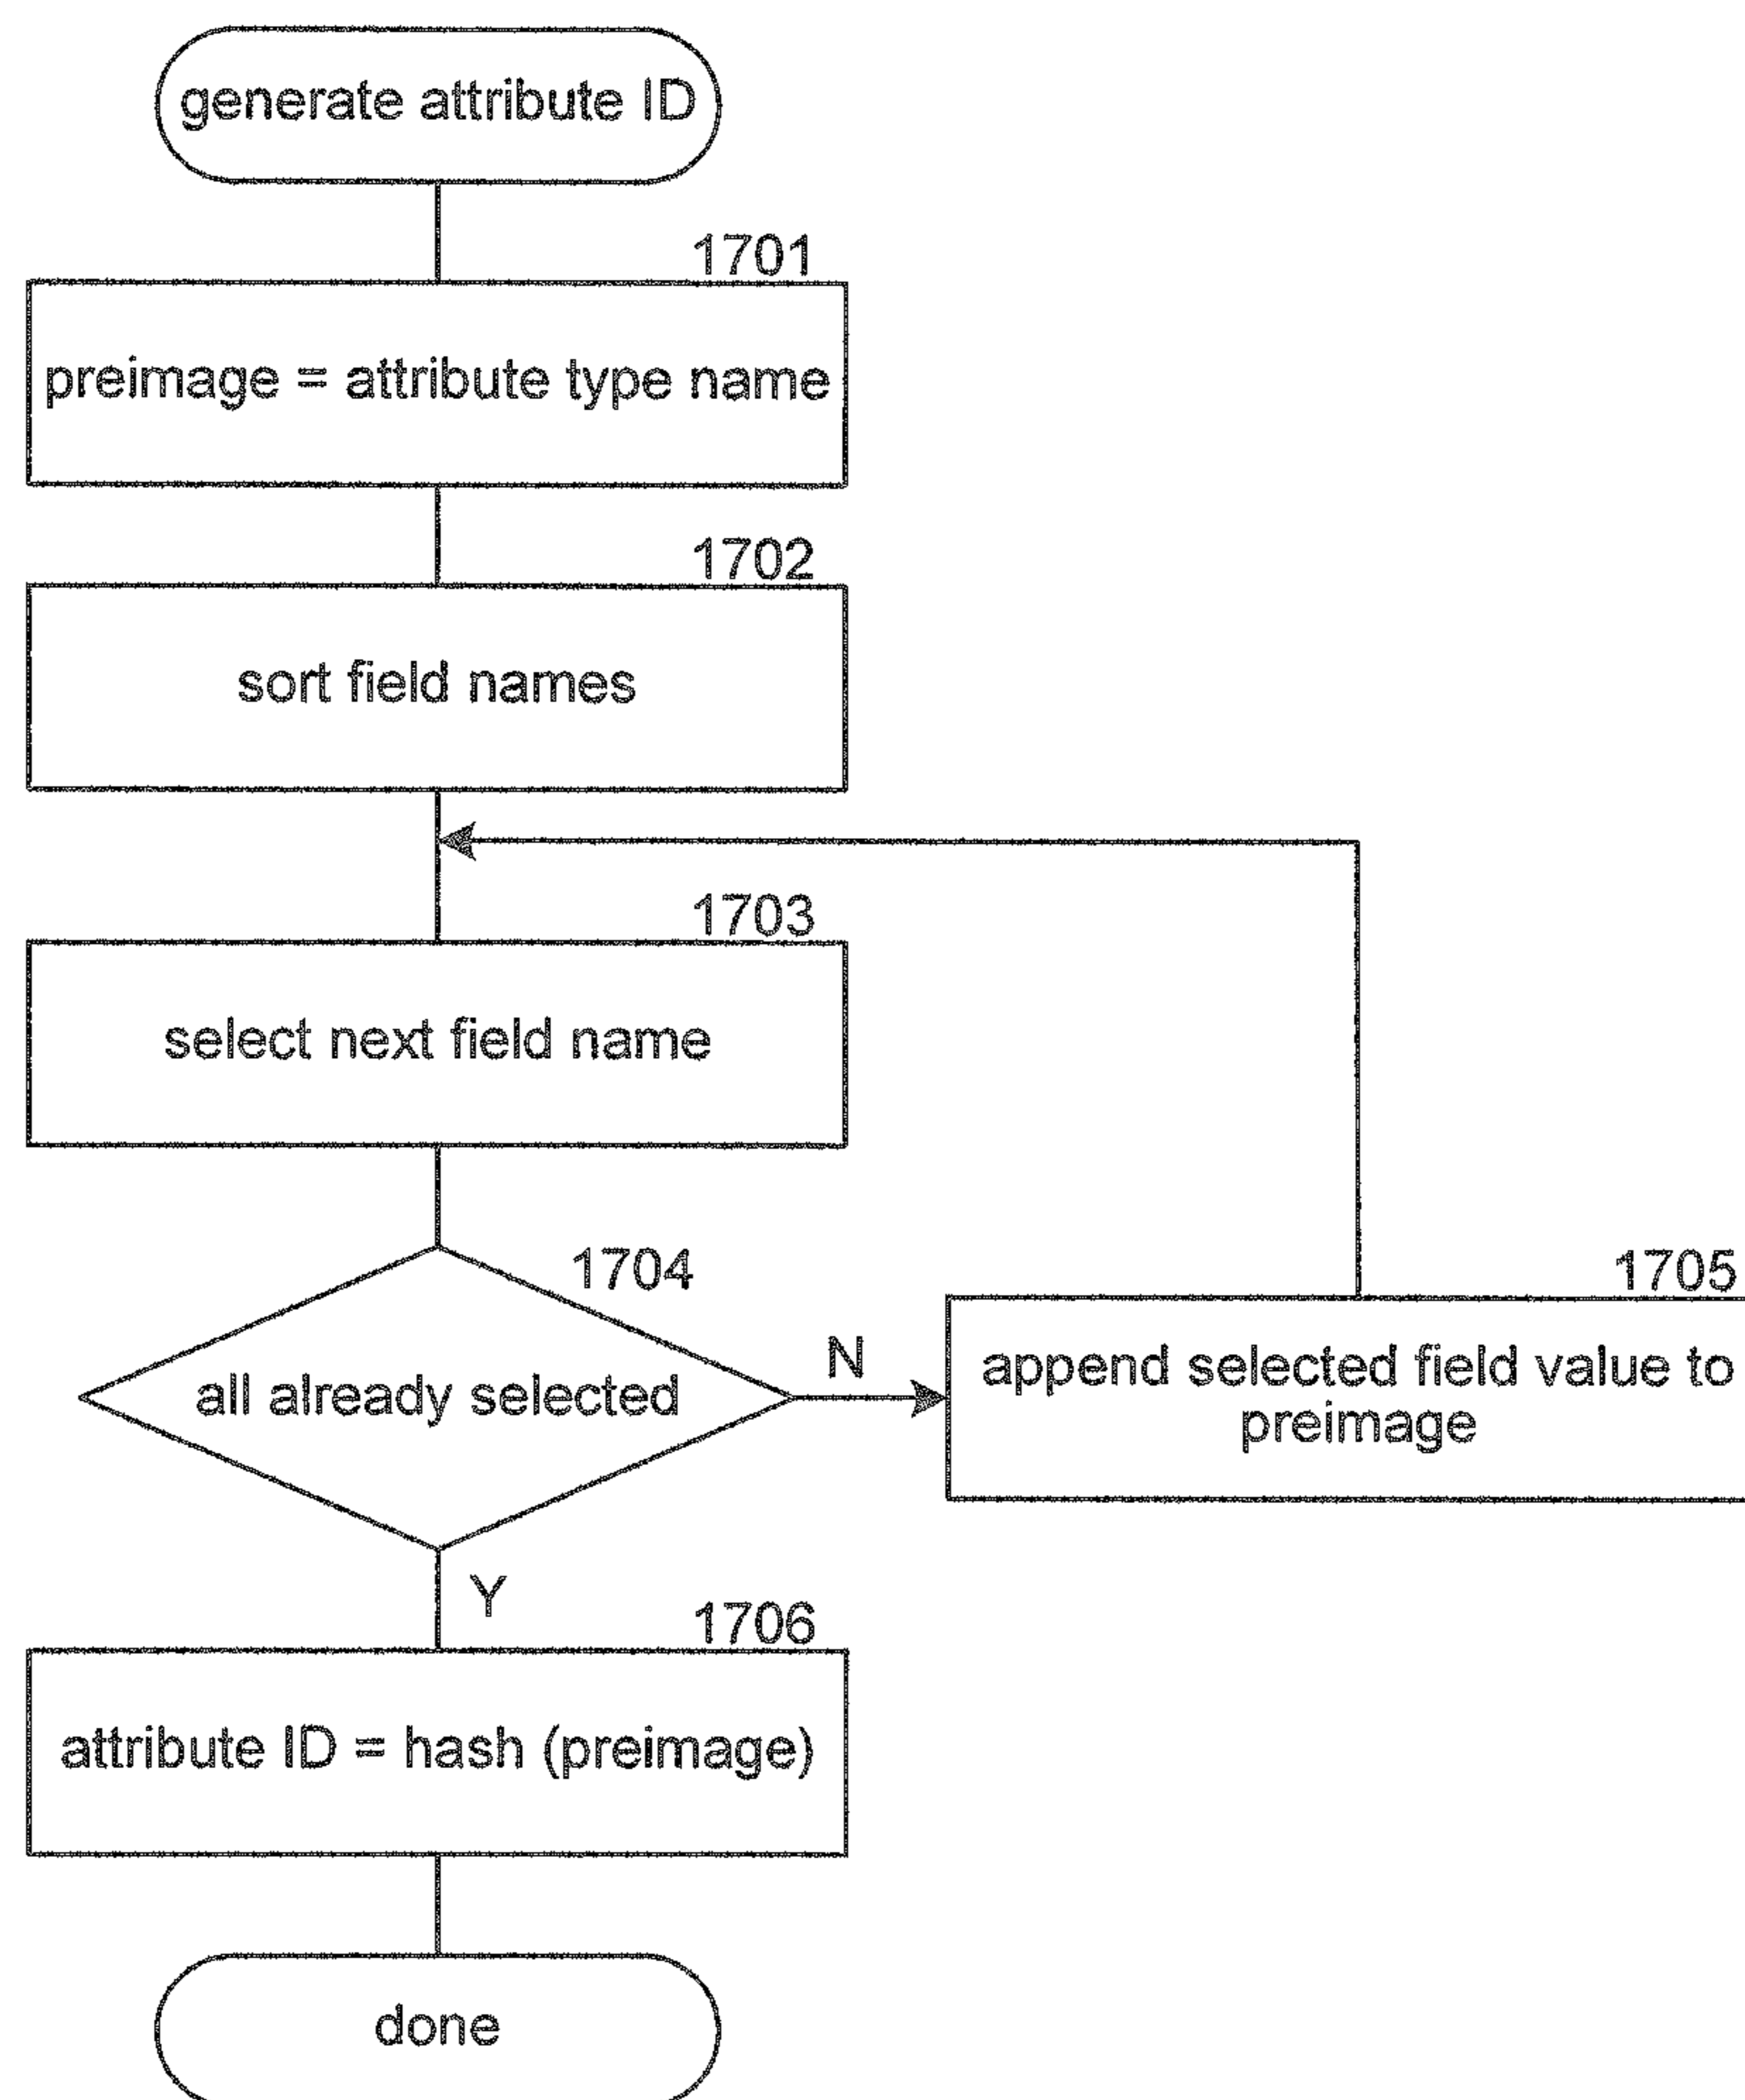 generate attribute ID
1701
preimage = attribute type name
1702
sort field names
1703
select next field name
1704
all already selected
N
1705
append selected field value to
preimage
Y
1706
attribute ID = hash (preimage)
done